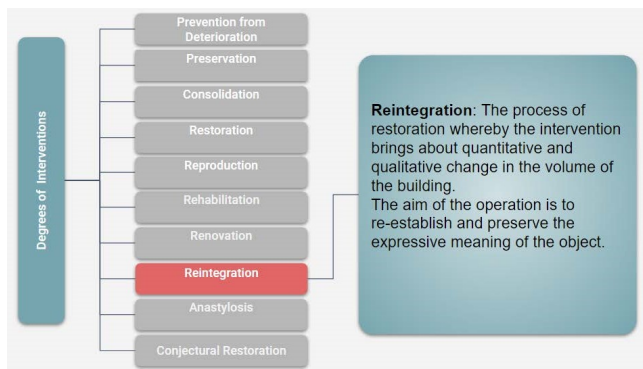 Degrees of Interventions
Prevention from
Deterioration
Preservation
Consolidation
Restoration
Reproduction
Rehabilitation
Renovation
Reintegration
Anastylosis
Conjectural Restoration
Reintegration: The process of
restoration whereby the intervention
brings about quantitative and
qualitative change in the volume of
the building.
The aim of the operation is to
re-establish and preserve the
expressive meaning of the object.